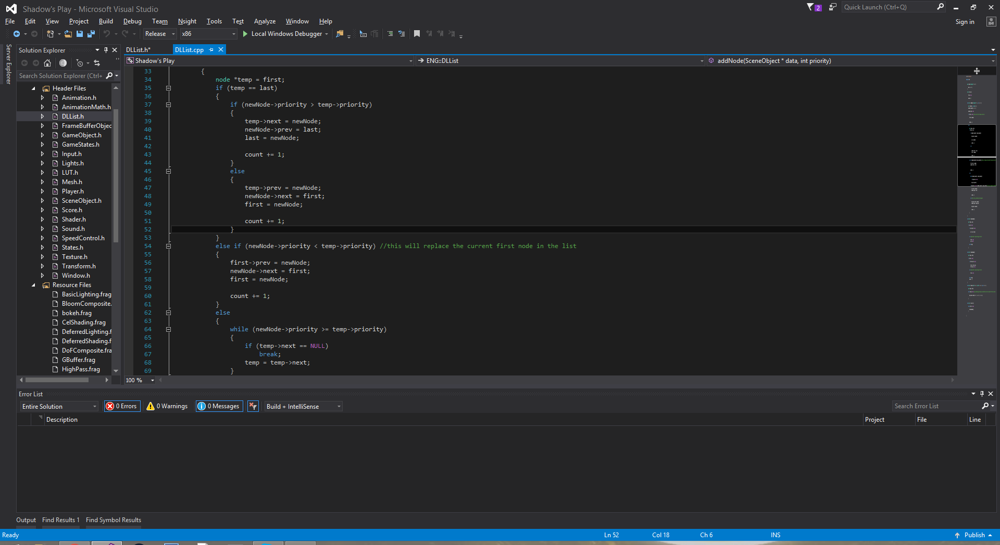 Shadow's Play - Microsoft Visual Studio
2
Quick Launch (Ctrl+Q)
File Edit View Project Build Debug Team Nsight Tools Test Analyze Window Help
Sign in
Release x86 Local Windows Debugger
Server Explorer
Solution Explorer
DLList.h* DLList.cpp
Shadow's Play ENG::DLList addNode(SceneObject * data, int priority)
Search Solution Explorer (Ctrl+
Header Files
Animation.h
AnimationMath.h
DLList.h
FrameBufferObjec
GameObject.h
GameStates.h
Input.h
Lights.h
LUT.h
Mesh.h
Player.h
SceneObject.h
Score.h
Shader.h
Sound.h
SpeedControl.h
States.h
Texture.h
Transform.h
Window.h
Resource Files
BasicLighting.frag
BloomComposite.
bokeh.frag
CelShading.frag
DeferredLighting.f
DeferredShading.f
DoFComposite.fra
GBuffer.frag
HighPass.frag
33 {
34 node *temp = first;
35 if (temp == last)
36 {
37 if (newNode->priority > temp->priority)
38 {
39 temp->next = newNode;
40 newNode->prev = last;
41 last = newNode;
42
43 count += 1;
44 }
45 else
46 {
47 temp->prev = newNode;
48 newNode->next = first;
49 first = newNode;
50
51 count += 1;
52 }
53 }
54 else if (newNode->priority < temp->priority) //this will replace the current first node in the list
55 {
56 first->prev = newNode;
57 newNode->next = first;
58 first = newNode;
59
60 count += 1;
61 }
62 else
63 {
64 while (newNode->priority >= temp->priority)
65 {
66 if (temp->next == NULL)
67 break;
68 temp = temp->next;
69 }
100 %
Error List
Entire Solution 0 Errors 0 Warnings 0 Messages Build + IntelliSense
Search Error List
Description Project File Line
Output Find Results 1 Find Symbol Results
Ready Ln 52 Col 18 Ch 6 INS Publish